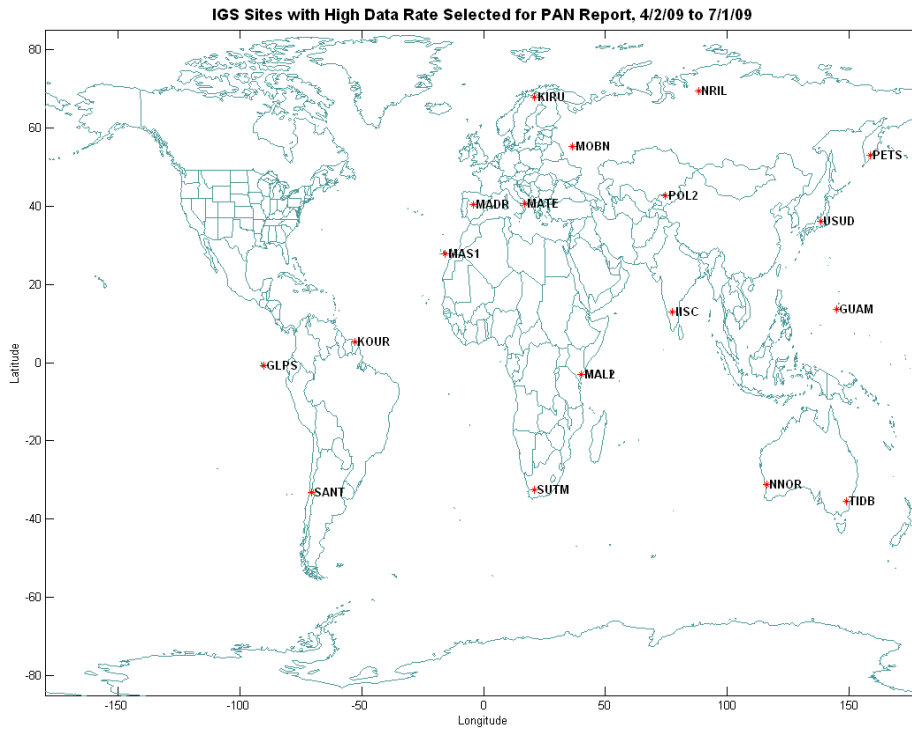 IGS Sites with High Data Rate Selected for PAN Report, 4/2/09 to 7/1/09
80
60
40
20
0
-20
-40
-60
-80
Latitude
KIRU
NRIL
MOBN
PETS
MADR
MATE
POL2
USUD
MAS1
IISC
GUAM
KOUR
GLPS
MALI
SANT
SUTM
NNOR
TIDB
-150 -100 -50 0 50 100 150
Longitude